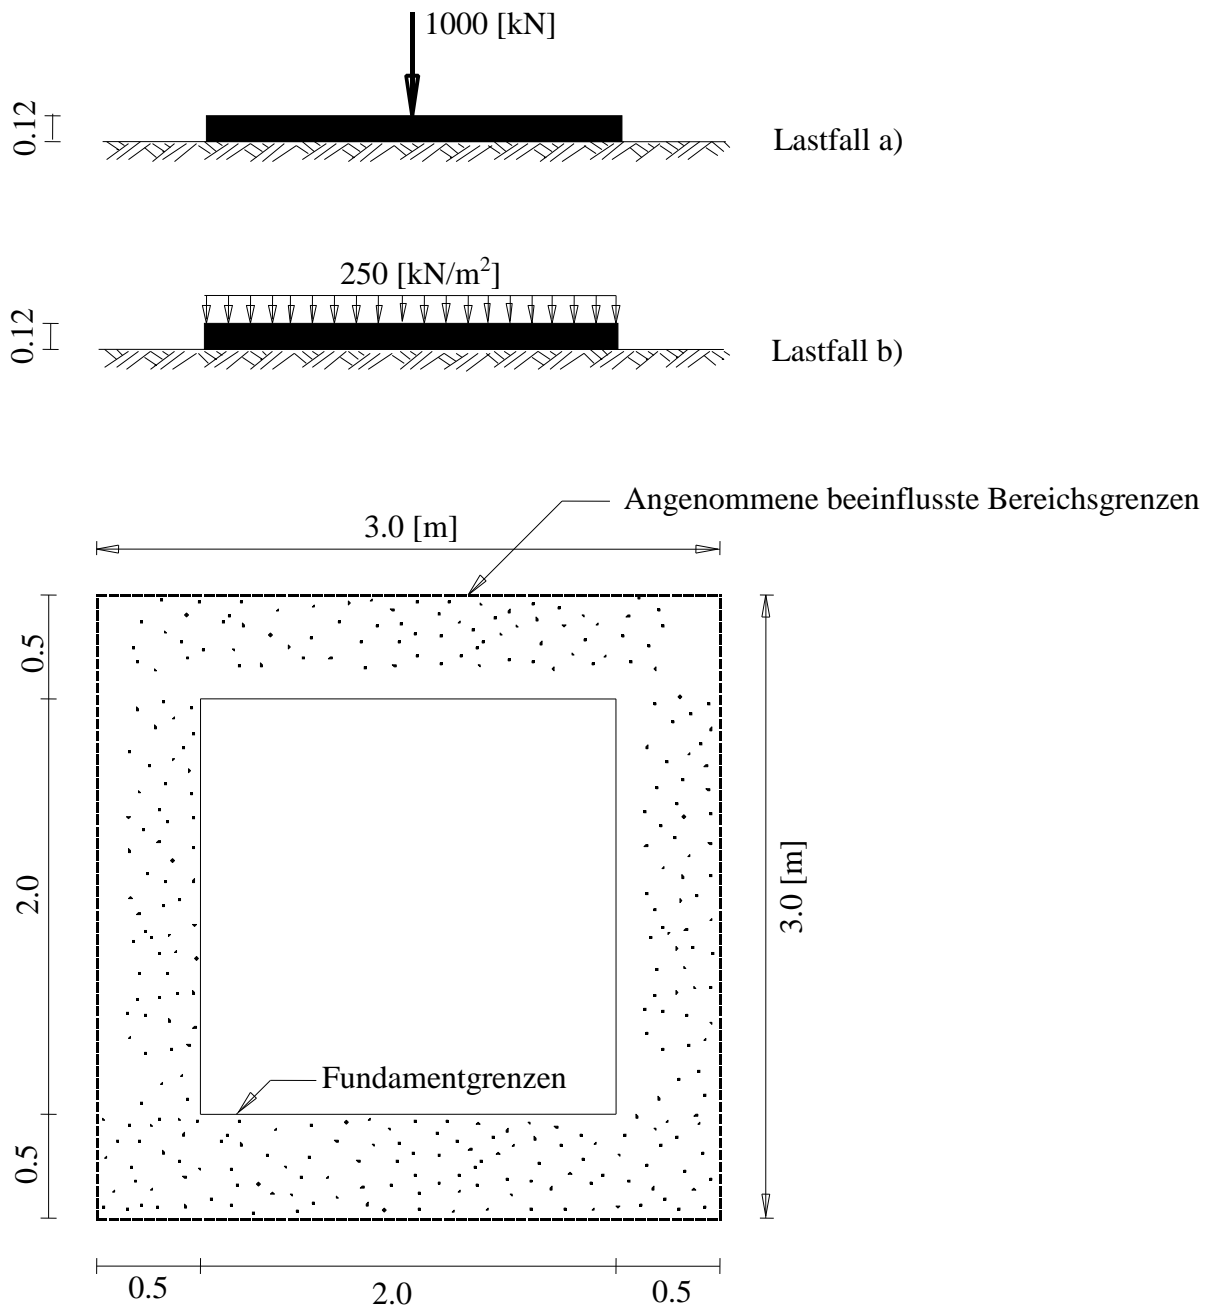 1000 [kN]
0.12
Lastfall a)
250 [kN/m²]
0.12
Lastfall b)
Angenommene beeinflusste Bereichsgrenzen
3.0 [m]
0.5
2.0
3.0 [m]
Fundamentgrenzen
0.5
0.5
2.0
0.5